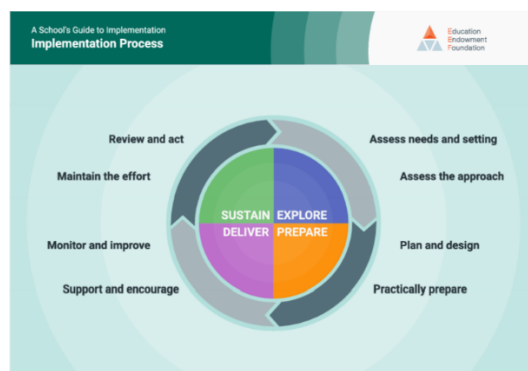 A School's Guide to Implementation
Implementation Process
Education
Endowment
Foundation
Review and act
Assess needs and setting
Maintain the effort
Assess the approach
SUSTAIN EXPLORE
DELIVER PREPARE
Monitor and improve
Plan and design
Support and encourage
Practically prepare